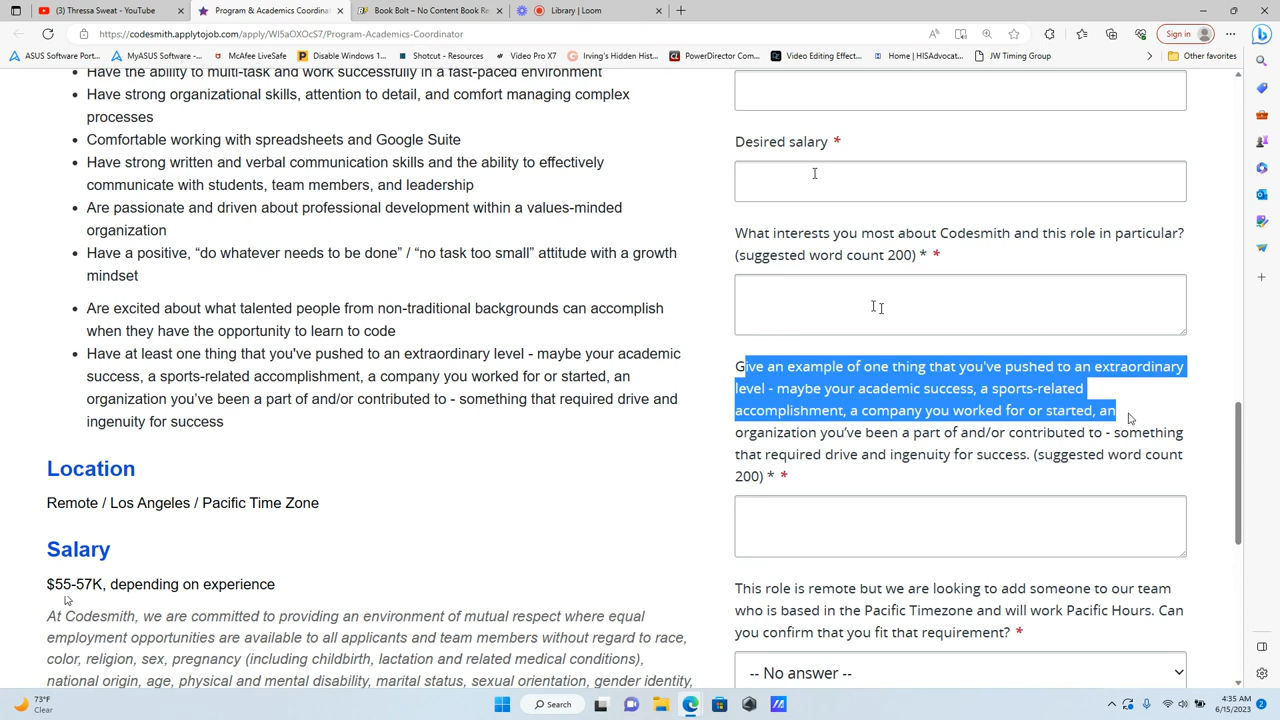 (3) Thressa Sweat - YouTube
Program & Academics Coordinat
Book Bolt – No Content Book Re
Library | Loom
https://codesmith.applytojob.com/apply/WI5aOXOcS7/Program-Academics-Coordinator
Sign in
ASUS Software Port...
MyASUS Software -...
McAfee LiveSafe
Disable Windows 1...
Shotcut - Resources
Video Pro X7
Irving's Hidden Hist...
PowerDirector Com...
Video Editing Effect...
Home | HISAdvocat...
JW Timing Group
Other favorites
Have the ability to multi-task and work successfully in a fast-paced environment
Have strong organizational skills, attention to detail, and comfort managing complex
processes
Comfortable working with spreadsheets and Google Suite
Have strong written and verbal communication skills and the ability to effectively
communicate with students, team members, and leadership
Are passionate and driven about professional development within a values-minded
organization
Have a positive, “do whatever needs to be done” / “no task too small” attitude with a growth
mindset
Are excited about what talented people from non-traditional backgrounds can accomplish
when they have the opportunity to learn to code
Have at least one thing that you've pushed to an extraordinary level - maybe your academic
success, a sports-related accomplishment, a company you worked for or started, an
organization you’ve been a part of and/or contributed to - something that required drive and
ingenuity for success
Location
Remote / Los Angeles / Pacific Time Zone
Salary
$55-57K, depending on experience
At Codesmith, we are committed to providing an environment of mutual respect where equal
employment opportunities are available to all applicants and team members without regard to race,
color, religion, sex, pregnancy (including childbirth, lactation and related medical conditions),
national origin, age, physical and mental disability, marital status, sexual orientation, gender identity,
Desired salary *
What interests you most about Codesmith and this role in particular?
(suggested word count 200) * *
Give an example of one thing that you've pushed to an extraordinary
level - maybe your academic success, a sports-related
accomplishment, a company you worked for or started, an
organization you’ve been a part of and/or contributed to - something
that required drive and ingenuity for success. (suggested word count
200) * *
This role is remote but we are looking to add someone to our team
who is based in the Pacific Timezone and will work Pacific Hours. Can
you confirm that you fit that requirement? *
-- No answer --
73°F
Clear
Search
4:35 AM
6/15/2023
2